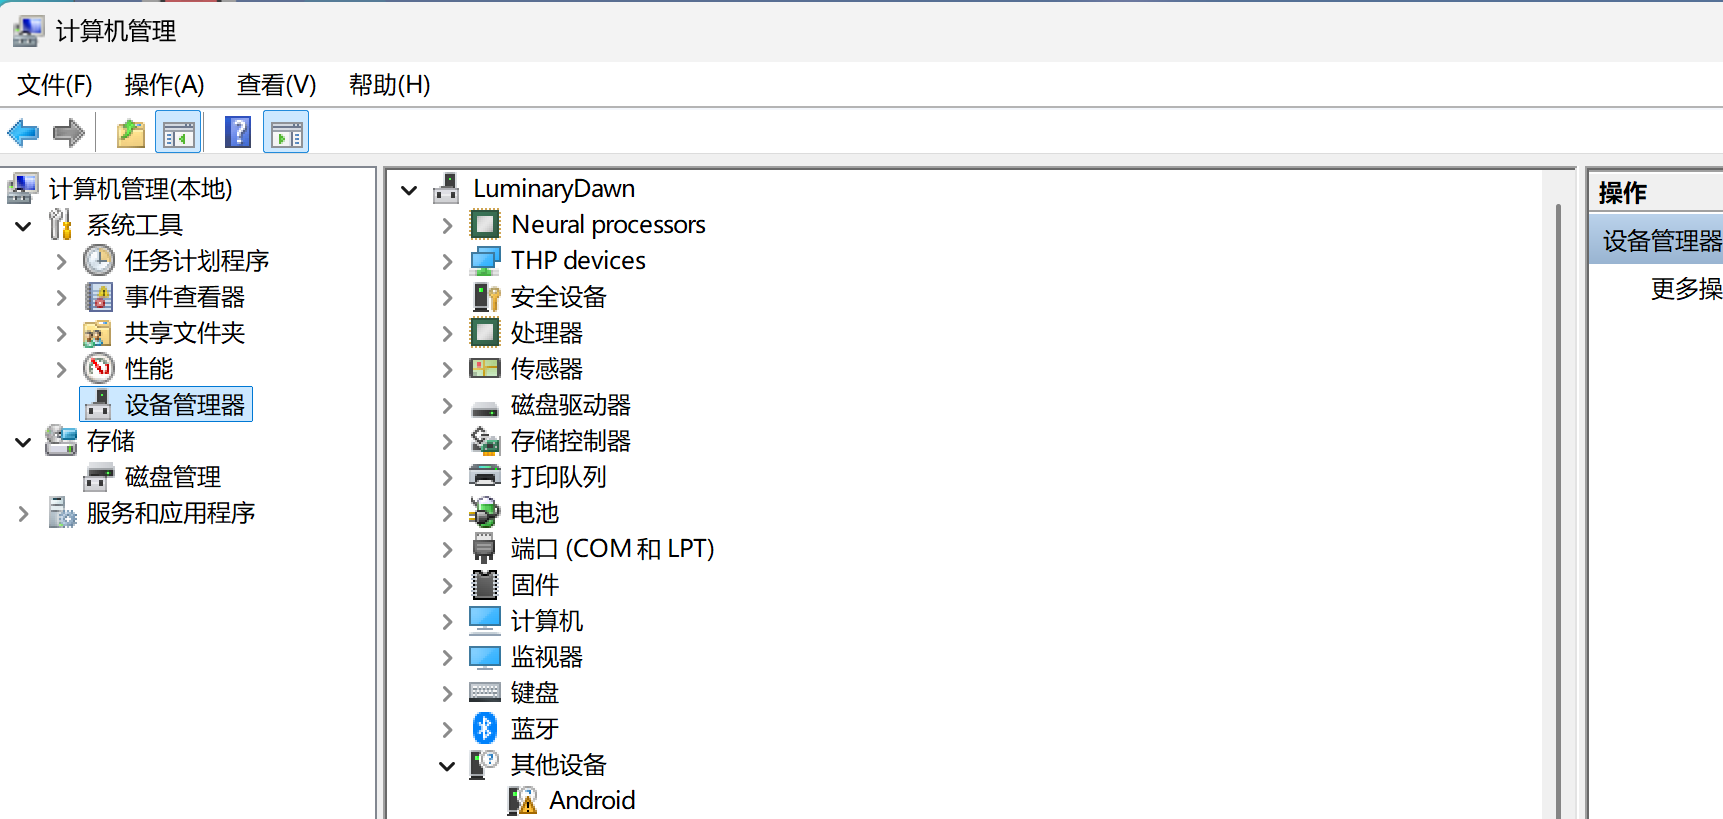 计算机管理
文件(F) 操作(A) 查看(V) 帮助(H)
计算机管理(本地)
系统工具
任务计划程序
事件查看器
共享文件夹
性能
设备管理器
存储
磁盘管理
服务和应用程序
LuminaryDawn
Neural processors
THP devices
安全设备
处理器
传感器
磁盘驱动器
存储控制器
打印队列
电池
端口 (COM 和 LPT)
固件
计算机
监视器
键盘
蓝牙
其他设备
Android
操作
设备管理器
更多操